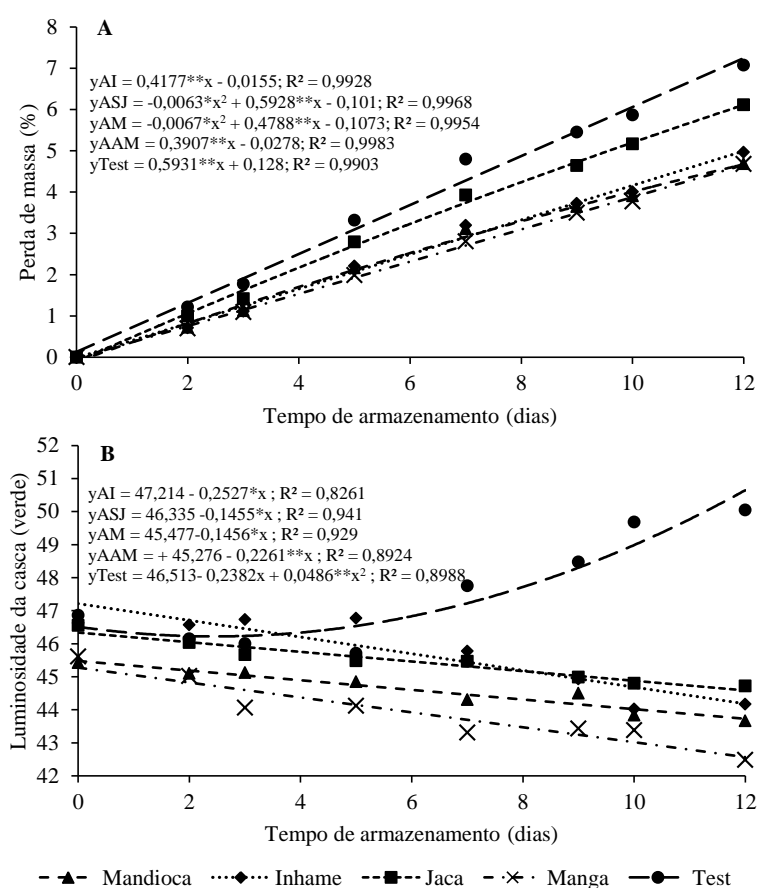 A
8
7
6
5
4
3
2
1
0
Perda de massa (%)
yAI = 0,4177**x - 0,0155; R² = 0,9928
yASJ = -0,0063*x² + 0,5928**x - 0,101; R² = 0,9968
yAM = -0,0067*x² + 0,4788**x - 0,1073; R² = 0,9954
yAAM = 0,3907**x - 0,0278; R² = 0,9983
yTest = 0,5931**x + 0,128; R² = 0,9903
0 2 4 6 8 10 12
Tempo de armazenamento (dias)
B
52
51
50
49
48
47
46
45
44
43
42
Luminosidade da casca (verde)
yAI = 47,214 - 0,2527*x ; R² = 0,8261
yASJ = 46,335 -0,1455*x ; R² = 0,941
yAM = 45,477-0,1456*x ; R² = 0,929
yAAM = + 45,276 - 0,2261**x ; R² = 0,8924
yTest = 46,513- 0,2382x + 0,0486**x² ; R² = 0,8988
0 2 4 6 8 10 12
Tempo de armazenamento (dias)
Mandioca Inhame Jaca Manga Test